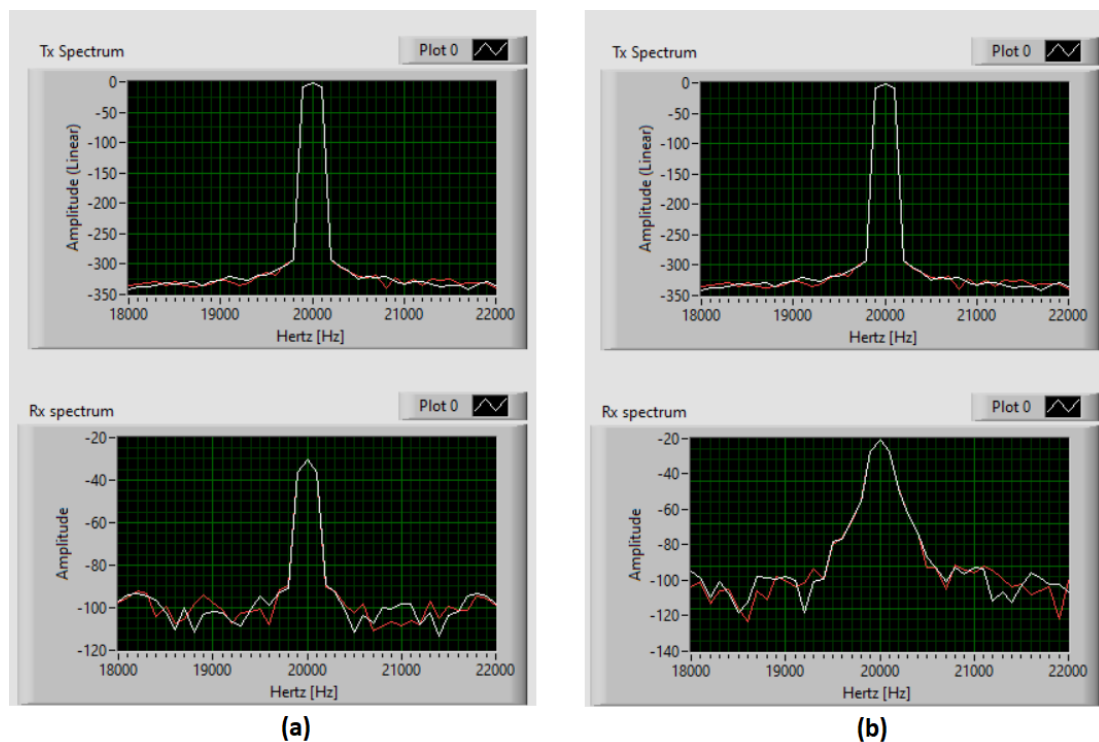 Tx Spectrum
Plot 0
Amplitude (Linear)
0
-50
-100
-150
-200
-250
-300
-350
18000 19000 20000 21000 22000
Hertz [Hz]
Rx spectrum
Plot 0
Amplitude
-20
-40
-60
-80
-100
-120
18000 19000 20000 21000 22000
Hertz [Hz]
(a)
Tx Spectrum
Plot 0
Amplitude (Linear)
0
-50
-100
-150
-200
-250
-300
-350
18000 19000 20000 21000 22000
Hertz [Hz]
Rx spectrum
Plot 0
Amplitude
-20
-40
-60
-80
-100
-120
-140
18000 19000 20000 21000 22000
Hertz [Hz]
(b)